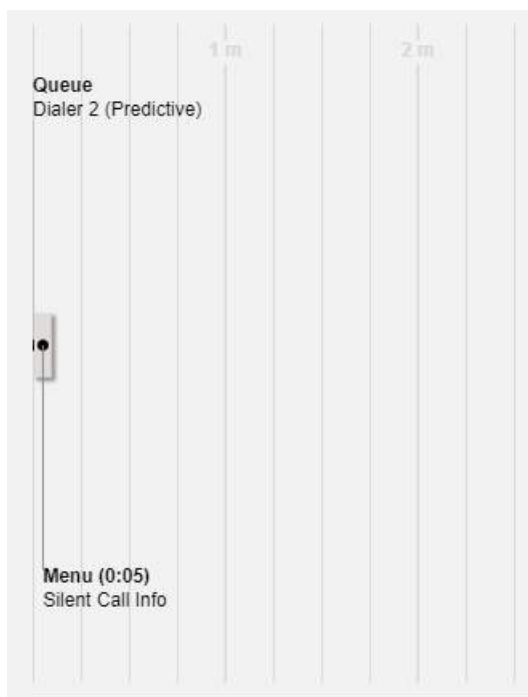 1 m 2 m
Queue
Dialer 2 (Predictive)
Menu (0:05)
Silent Call Info